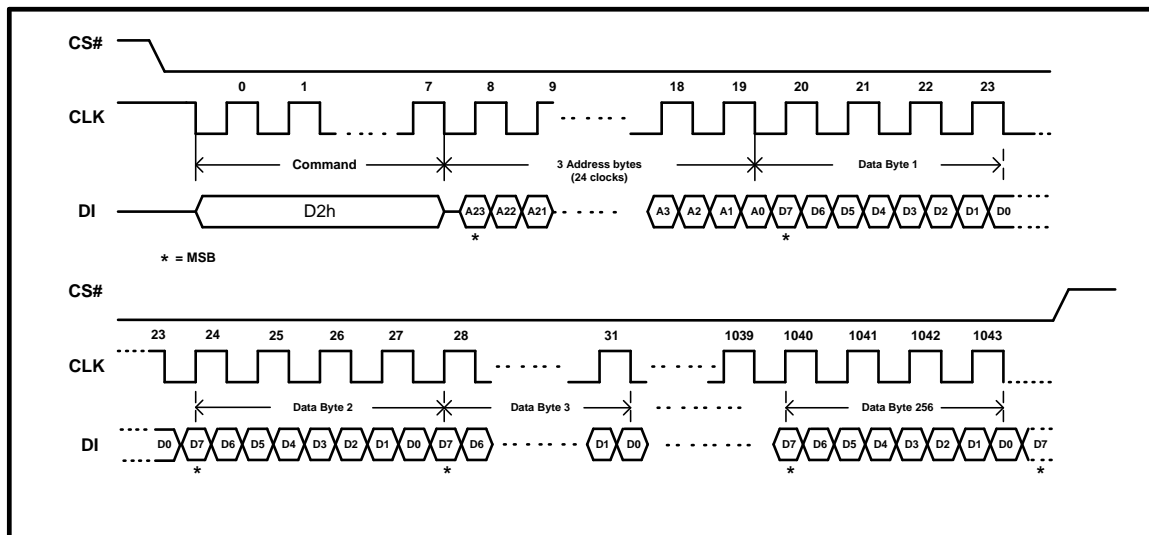 CS#
0 1 7 8 9 18 19 20 21 22 23
CLK
Command
3 Address bytes
(24 clocks)
Data Byte 1
DI
D2h
A23 A22 A21 A3 A2 A1 A0 D7 D6 D5 D4 D3 D2 D1 D0
* *
* = MSB
CS#
23 24 25 26 27 28 31 1039 1040 1041 1042 1043
CLK
Data Byte 2 Data Byte 3 Data Byte 256
DI
D0 D7 D6 D5 D4 D3 D2 D1 D0 D7 D6 D1 D0 D7 D6 D5 D4 D3 D2 D1 D0 D7
* * * *